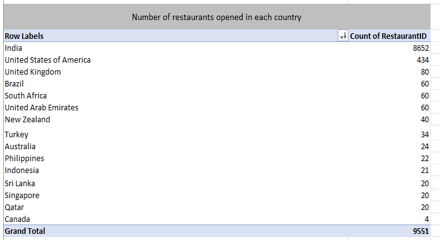 Number of restaurants opened in each country
Row Labels Count of RestaurantID
India 8652
United States of America 434
United Kingdom 80
Brazil 60
South Africa 60
United Arab Emirates 60
New Zealand 40
Turkey 34
Australia 24
Philippines 22
Indonesia 21
Sri Lanka 20
Singapore 20
Qatar 20
Canada 4
Grand Total 9551